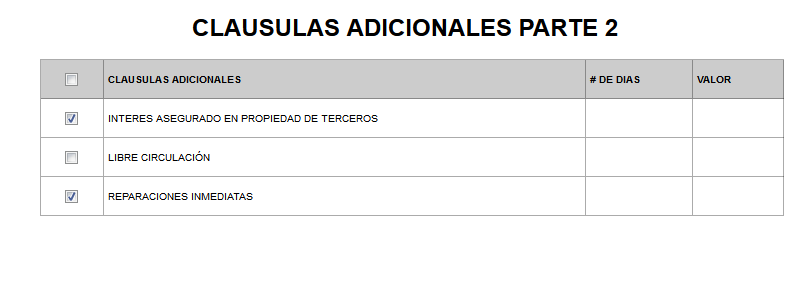 CLAUSULAS ADICIONALES PARTE 2
CLAUSULAS ADICIONALES # DE DIAS VALOR
INTERES ASEGURADO EN PROPIEDAD DE TERCEROS
LIBRE CIRCULACIÓN
REPARACIONES INMEDIATAS